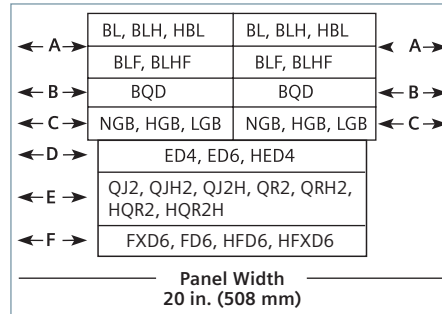 BL, BLH, HBL BL, BLH, HBL
A A
BLF, BLHF BLF, BLHF
B BQD BQD B
C NGB, HGB, LGB NGB, HGB, LGB C
D ED4, ED6, HED4
E QJ2, QJH2, QJ2H, QR2, QRH2,
HQR2, HQR2H
F FXD6, FD6, HFD6, HFXD6
Panel Width
20 in. (508 mm)